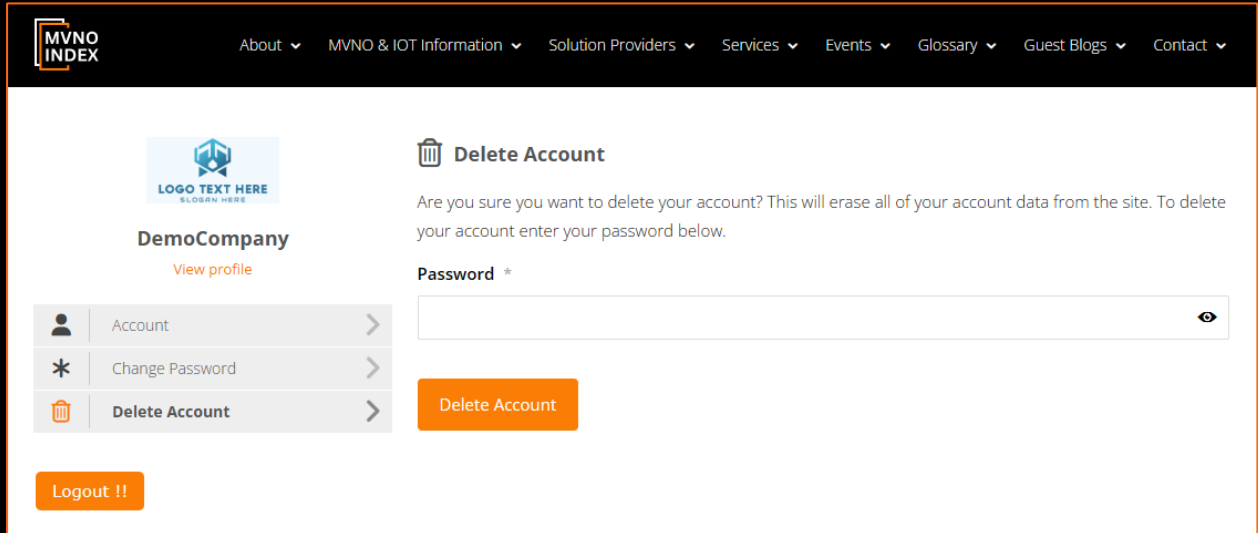 MVNO
INDEX
About
MVNO & IOT Information
Solution Providers
Services
Events
Glossary
Guest Blogs
Contact
LOGO TEXT HERE
SLOGAN HERE
DemoCompany
View profile
Account
Change Password
Delete Account
Logout !!
Delete Account
Are you sure you want to delete your account? This will erase all of your account data from the site. To delete
your account enter your password below.
Password *
Delete Account